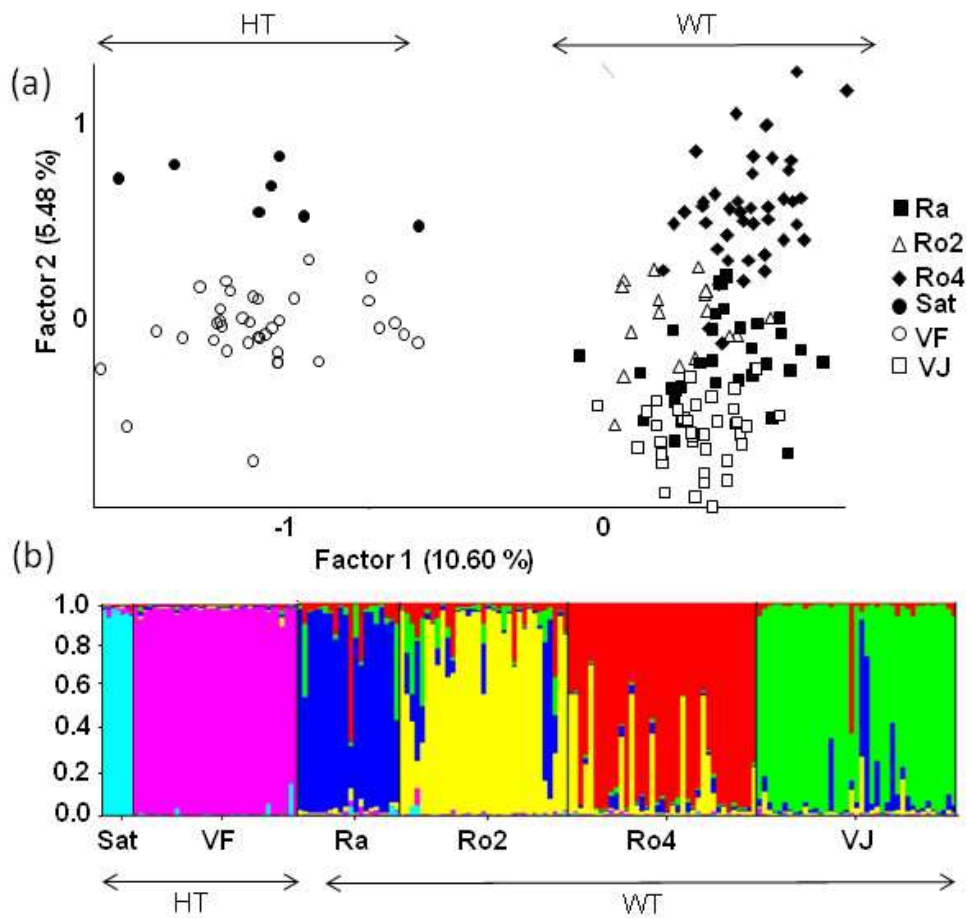 HT WT
(a)
1
0
Factor 2 (5.48 %)
-1 0
Factor 1 (10.60 %)
Ra
Ro2
Ro4
Sat
VF
VJ
(b)
1.0
0.8
0.6
0.4
0.2
0.0
Sat VF Ra Ro2 Ro4 VJ
HT WT